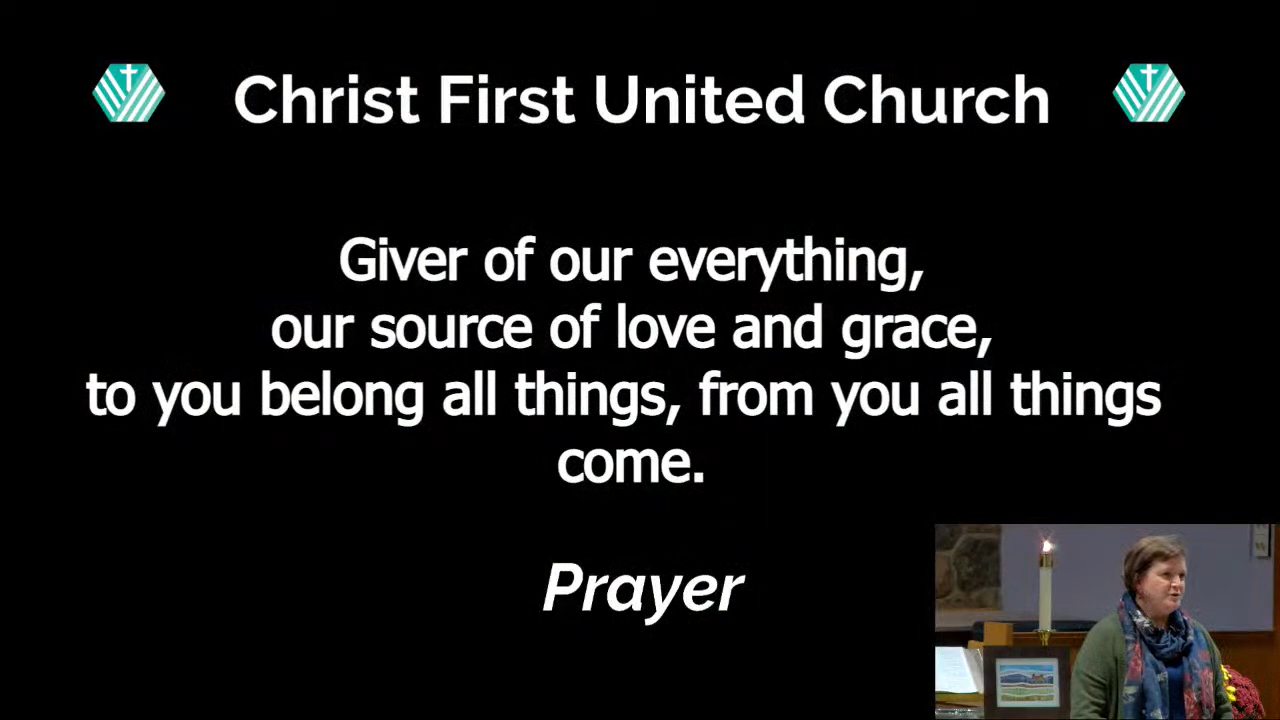 Christ First United Church
Giver of our everything,
our source of love and grace,
to you belong all things, from you all things
come.
Prayer